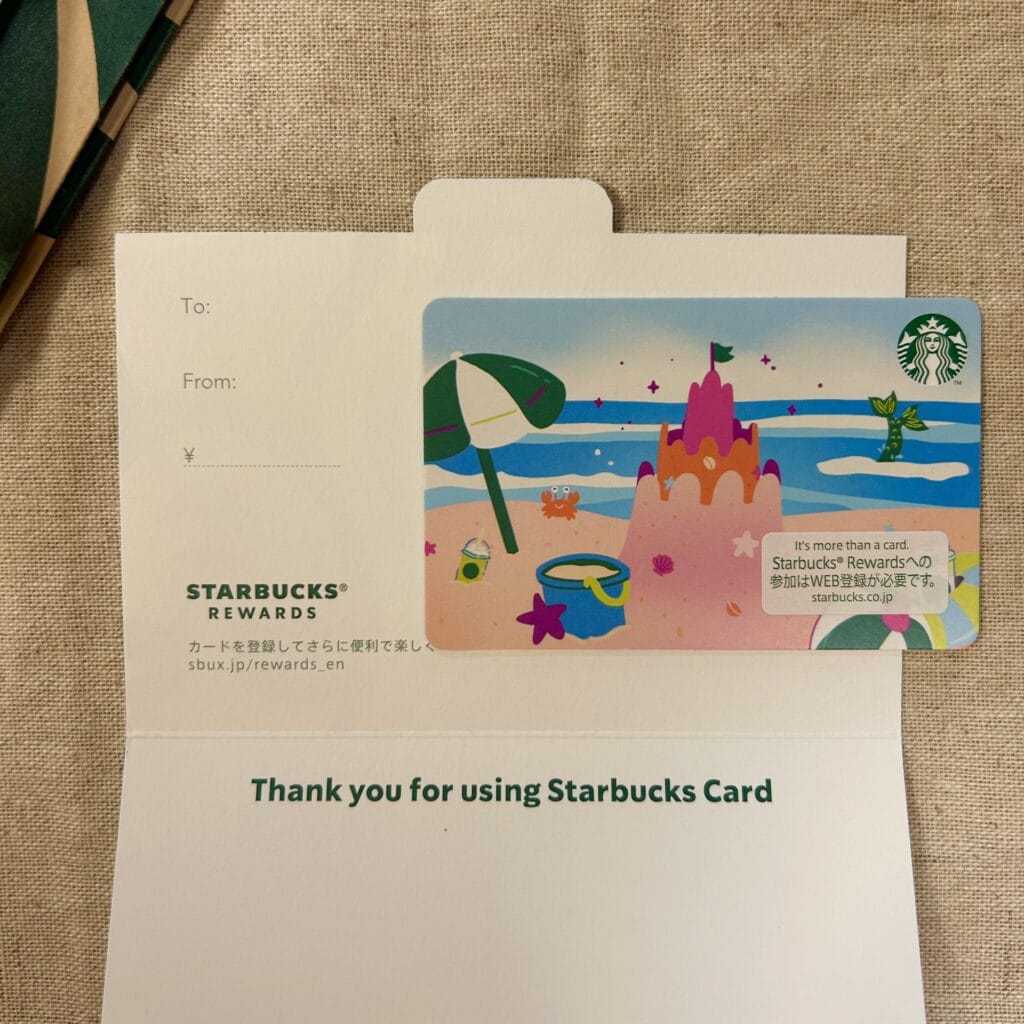 To:
From:
¥
STARBUCKS®
REWARDS
カードを登録してさらに便利で楽しく
sbux.jp/rewards_en
TM
It's more than a card.
Starbucks® Rewardsへの
参加はWEB登録が必要です。
starbucks.co.jp
Thank you for using Starbucks Card